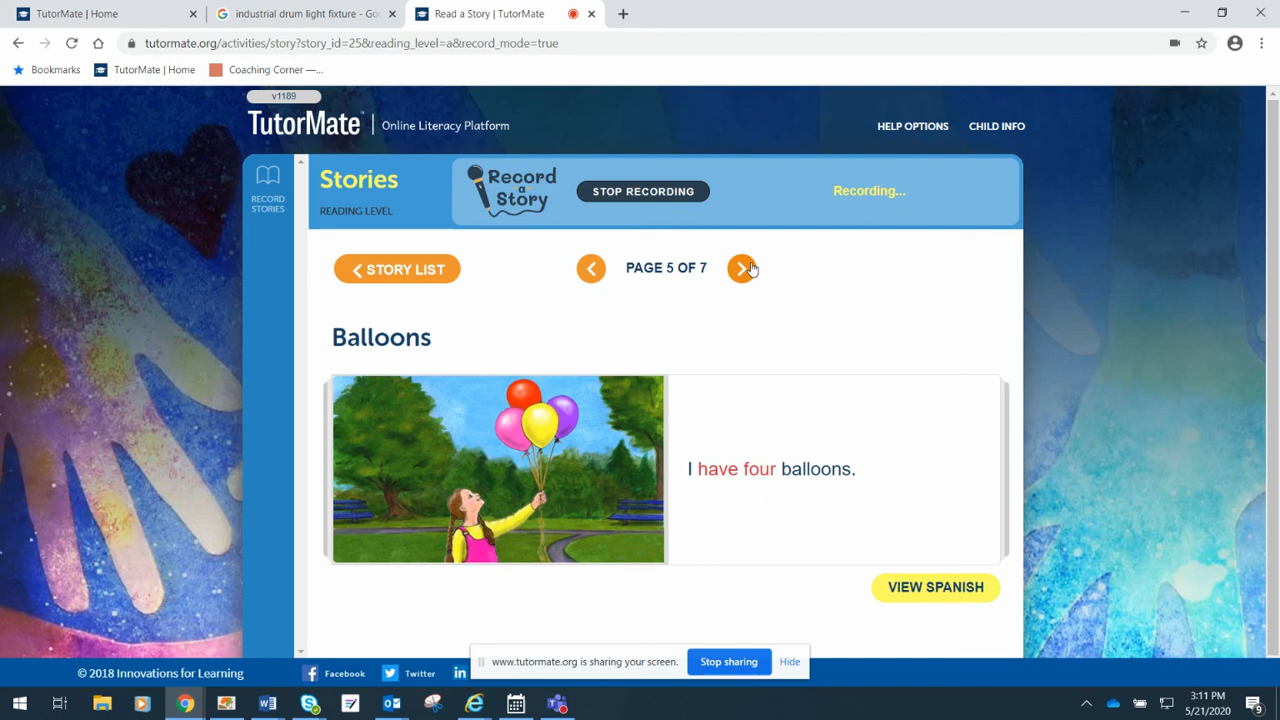 TutorMate | Home
industrial drum light fixture - Goo
Read a Story | TutorMate
tutormate.org/activities/story?story_id=25&reading_level=a&record_mode=true
Bookmarks
TutorMate | Home
Coaching Corner —...
v1189
TutorMate | Online Literacy Platform
HELP OPTIONS
CHILD INFO
RECORD
STORIES
Stories
READING LEVEL
Record
a
Story
STOP RECORDING
Recording...
STORY LIST
PAGE 5 OF 7
Balloons
I have four balloons.
VIEW SPANISH
www.tutormate.org is sharing your screen.
Stop sharing
Hide
© 2018 Innovations for Learning
Facebook
Twitter
in
3:11 PM
5/21/2020
9